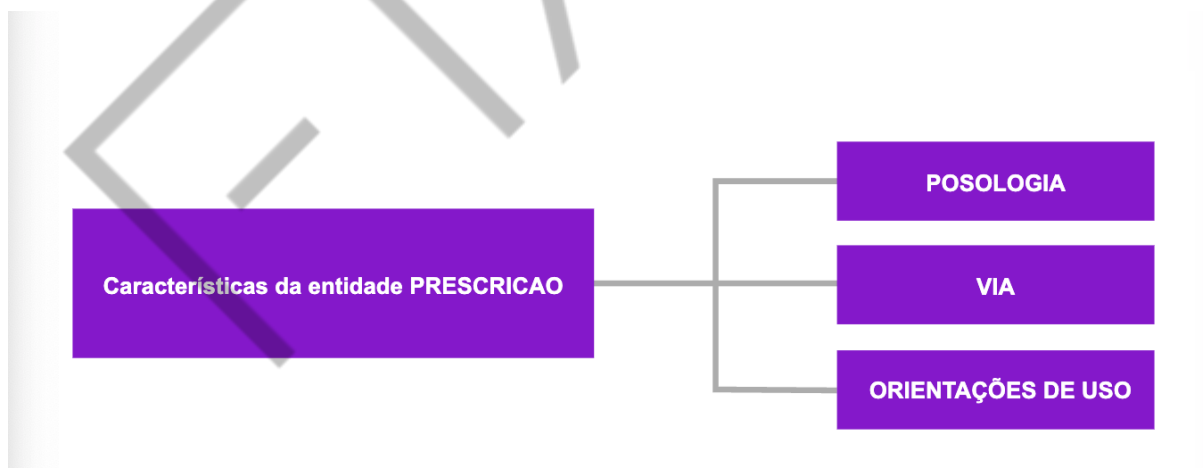 Características da entidade PRESCRICAO
POSOLOGIA
VIA
ORIENTAÇÕES DE USO